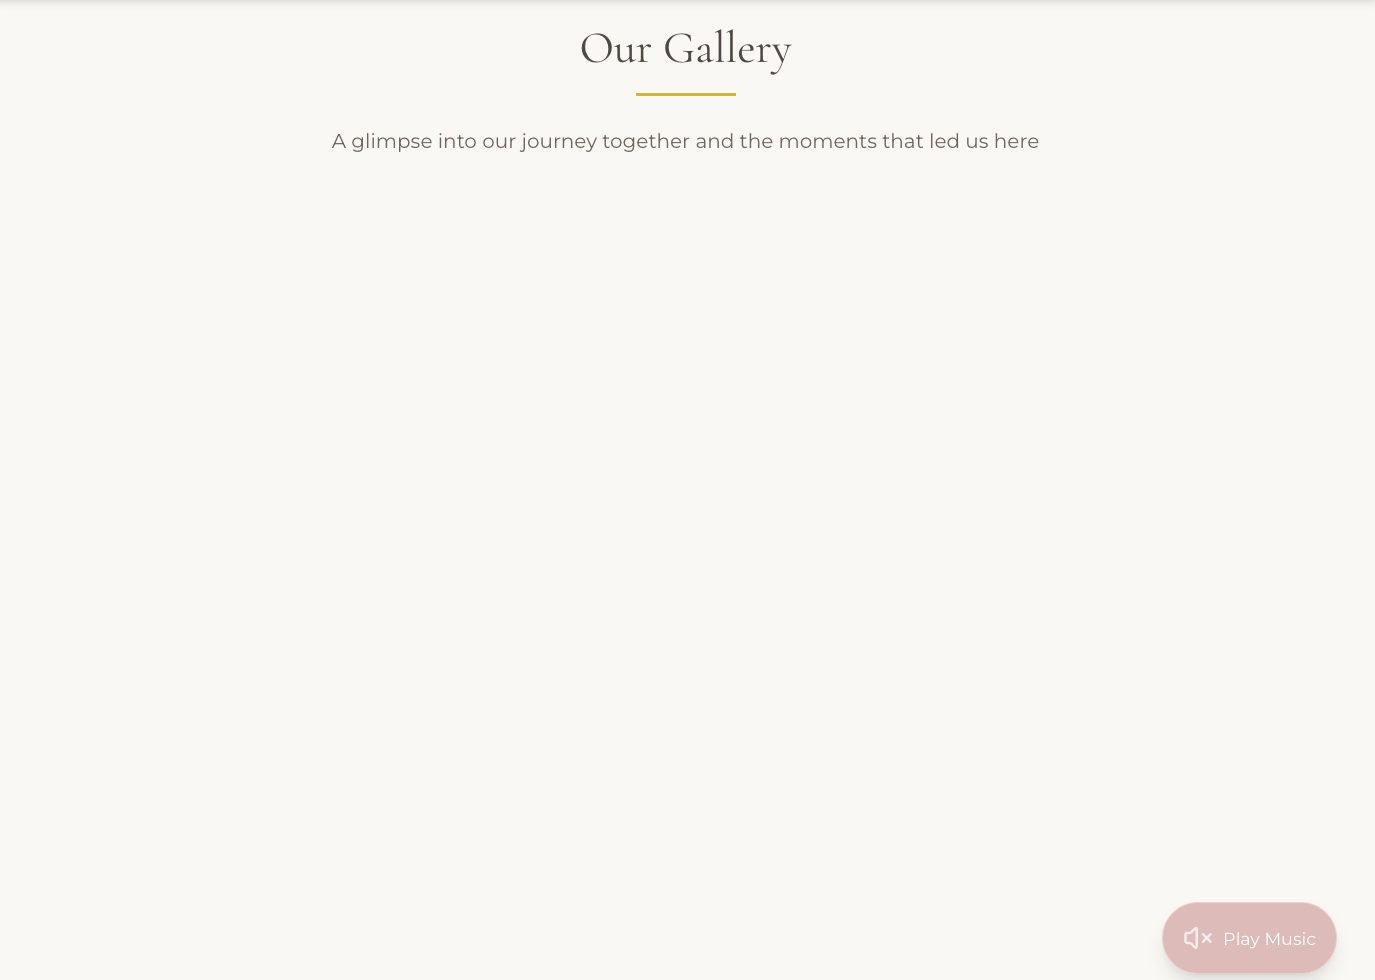 Our Gallery
A glimpse into our journey together and the moments that led us here
Play Music